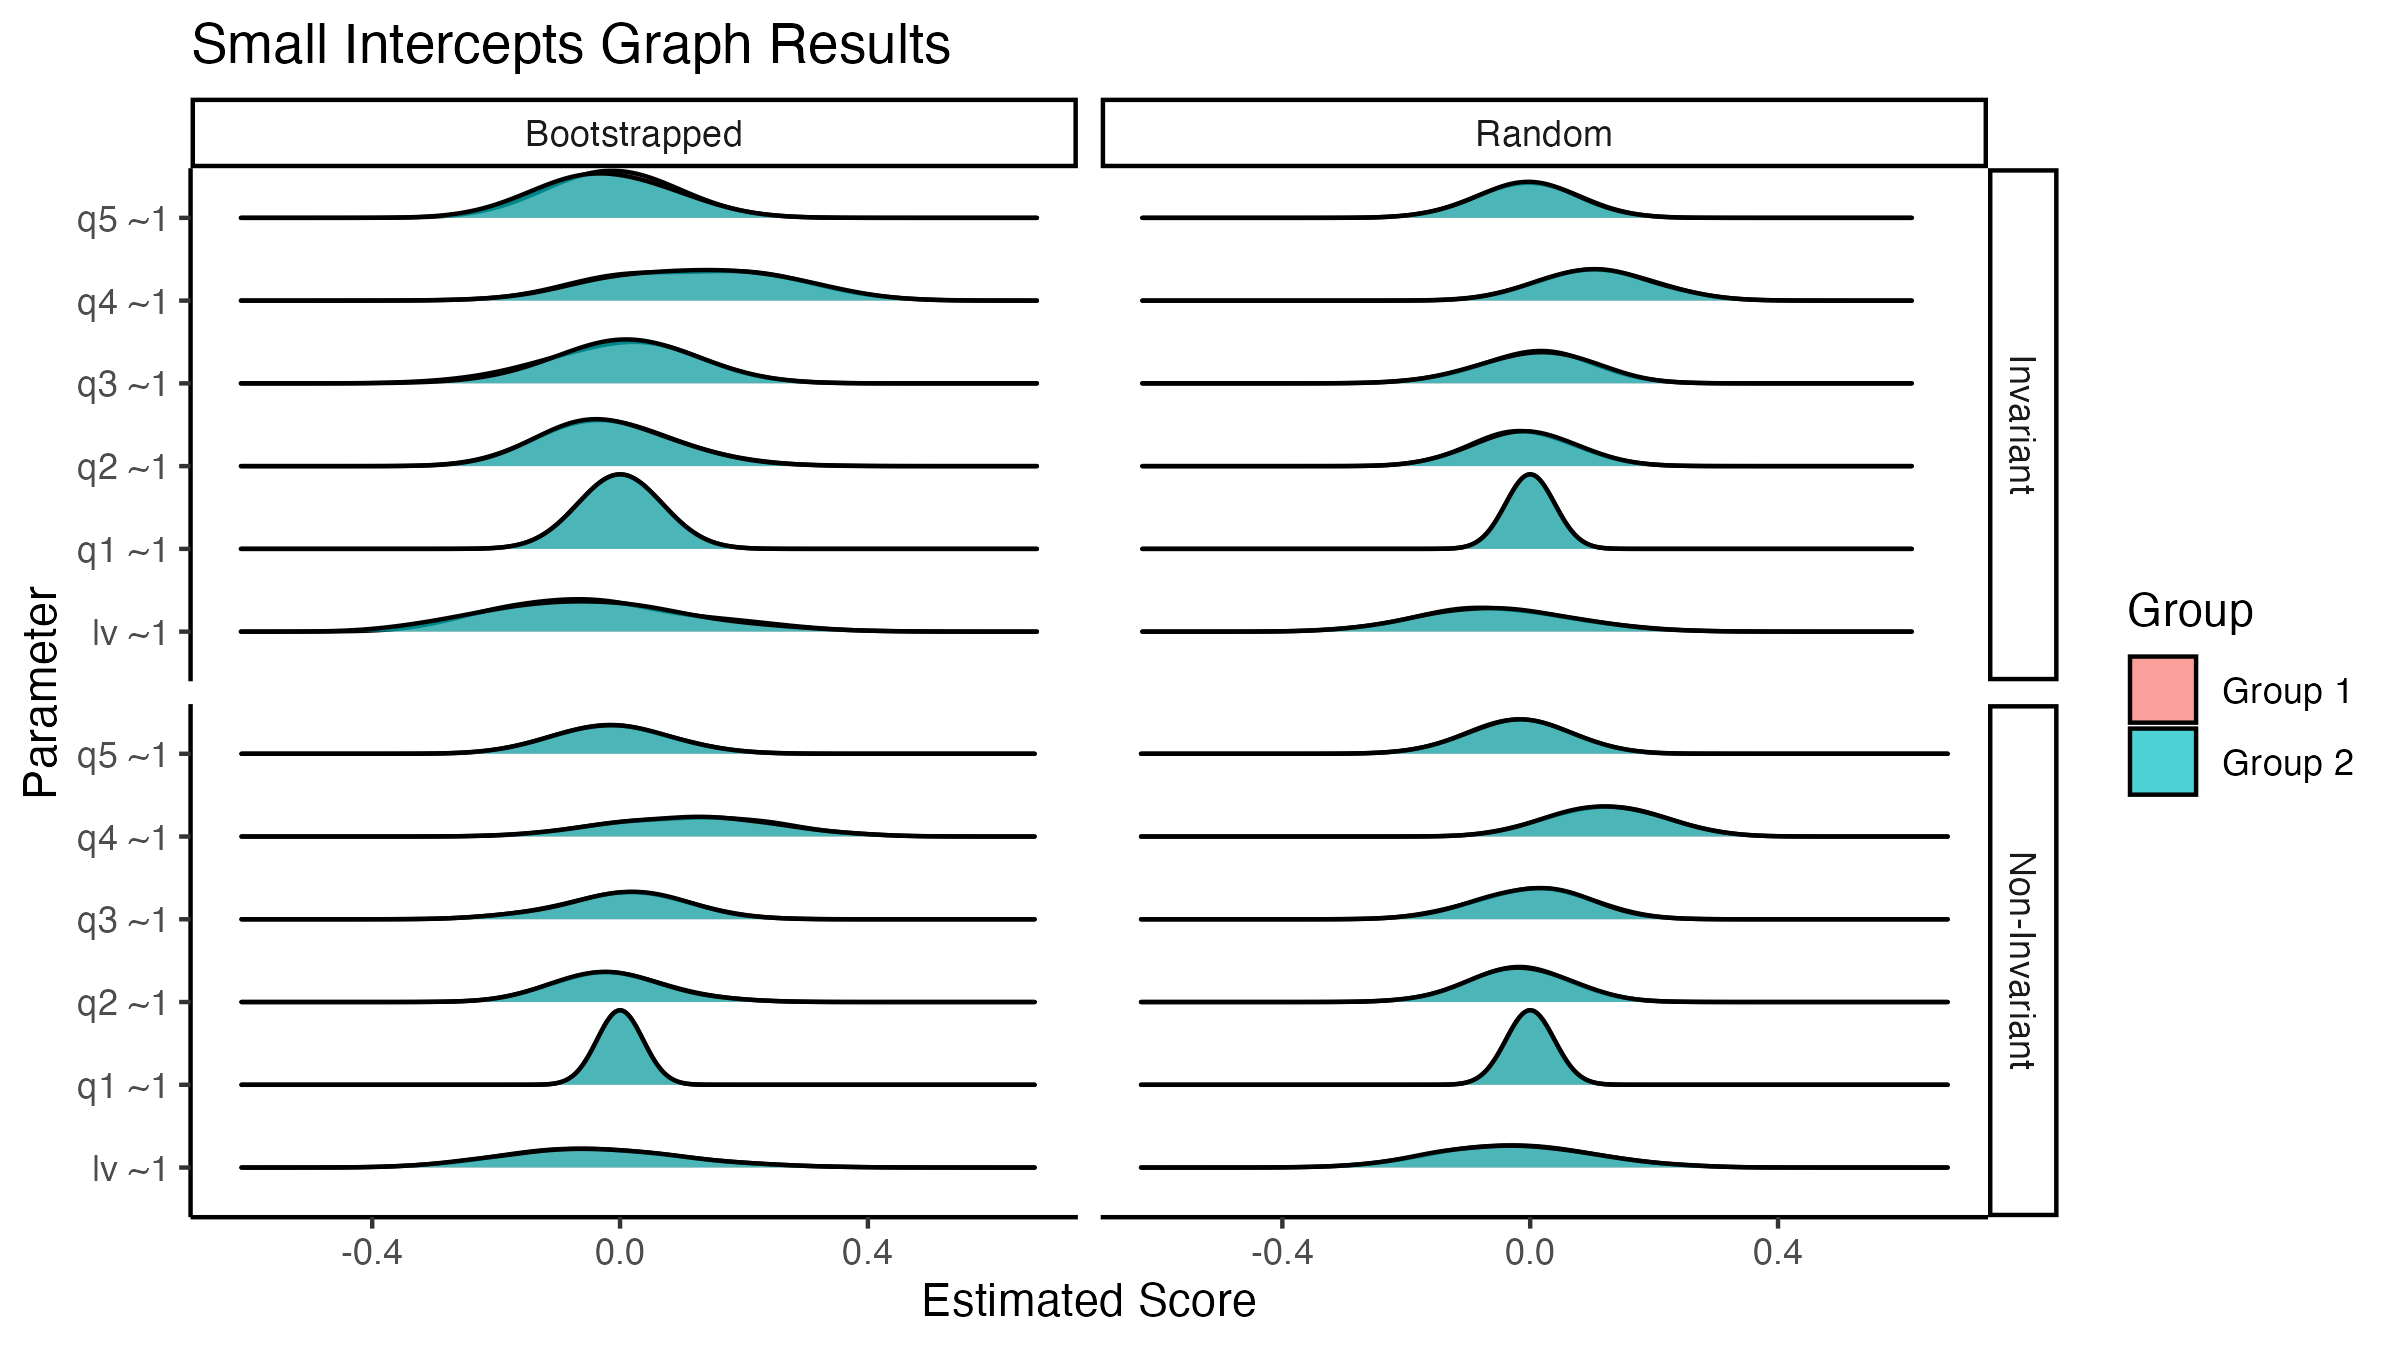 Small Intercepts Graph Results
Bootstrapped
Random
q5 ~1
q4 ~1
q3 ~1
q2 ~1
q1 ~1
lv ~1
Invariant
q5 ~1
q4 ~1
q3 ~1
q2 ~1
q1 ~1
lv ~1
Non-Invariant
Parameter
-0.4 0.0 0.4
-0.4 0.0 0.4
Estimated Score
Group
Group 1
Group 2